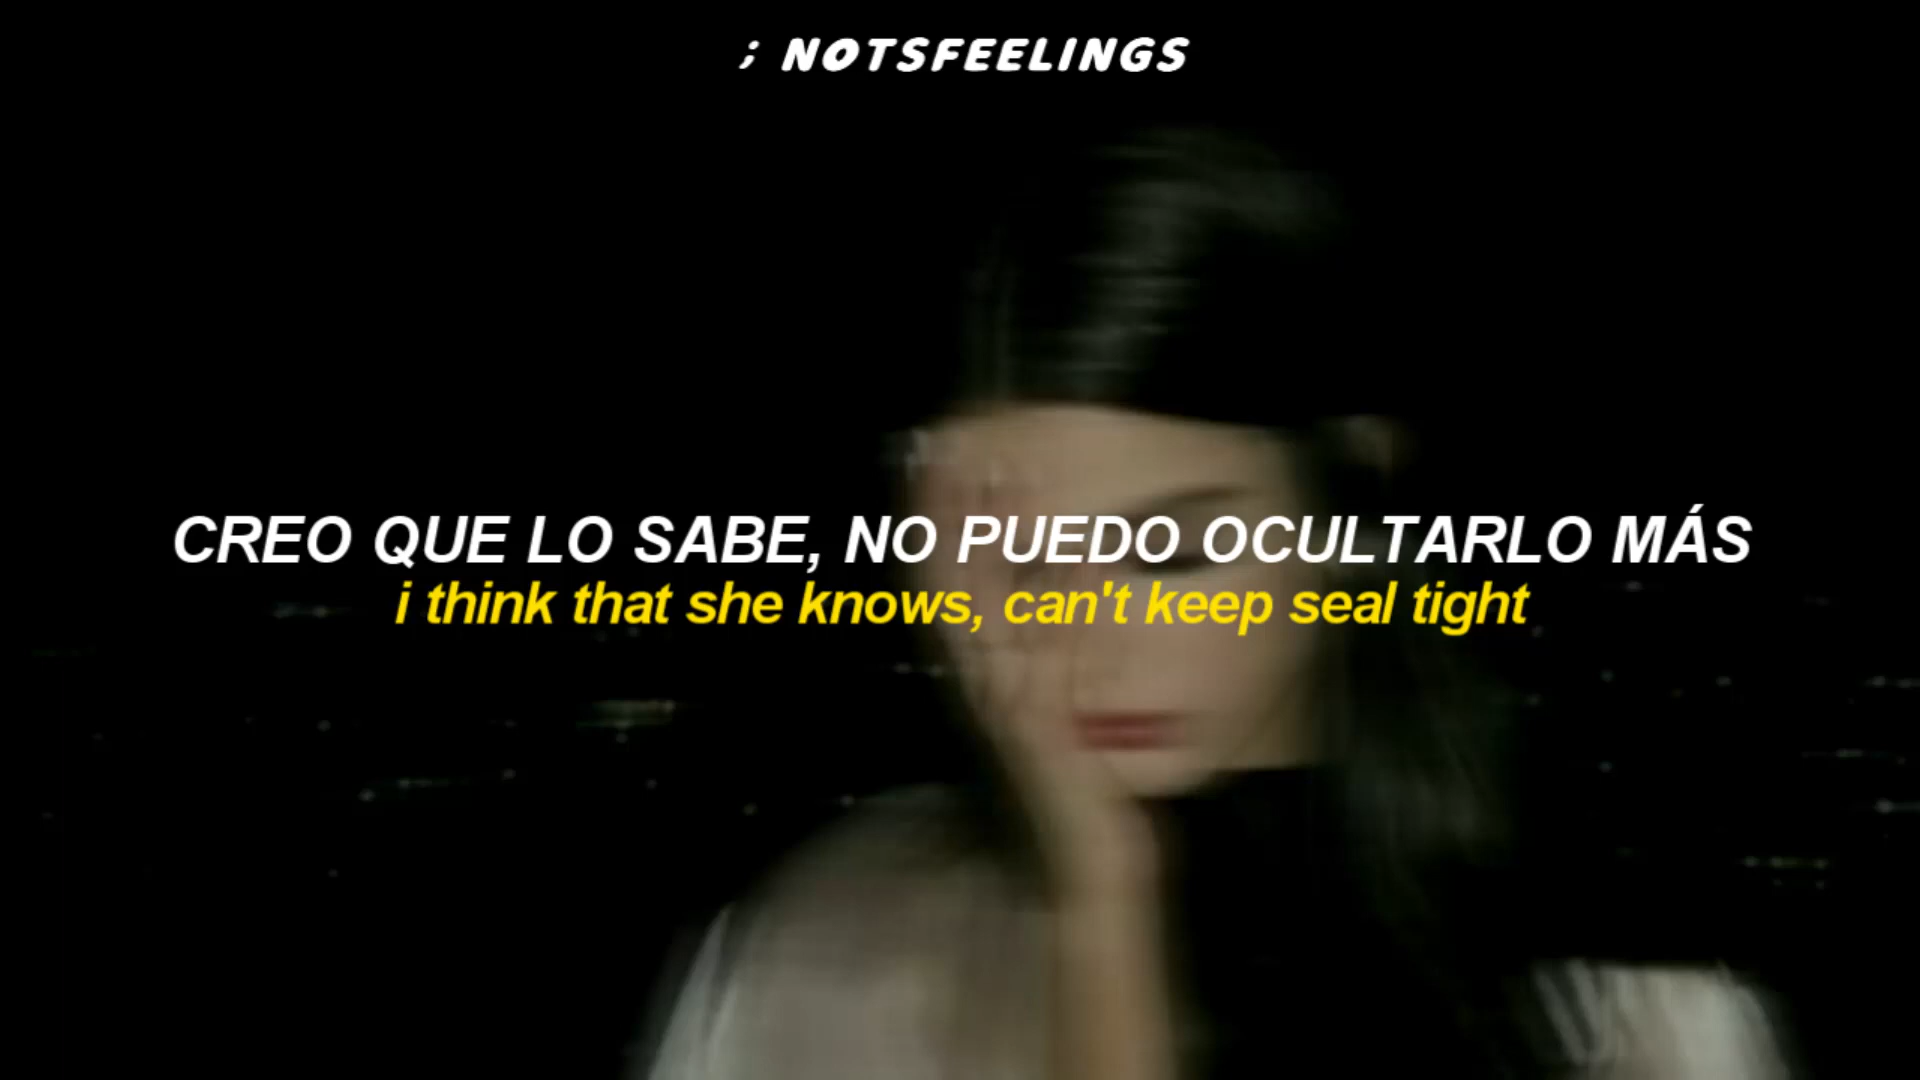 ; NOTSFEELINGS
CREO QUE LO SABE, NO PUEDO OCULTARLO MÁS
i think that she knows, can't keep seal tight